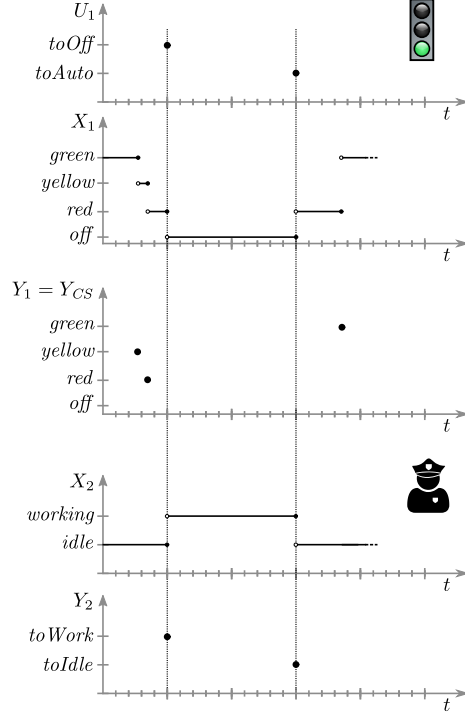 U₁
toOff
toAuto
t
X₁
green
yellow
red
off
t
Y₁ = Y_CS
green
yellow
red
off
t
X₂
working
idle
t
Y₂
toWork
toIdle
t